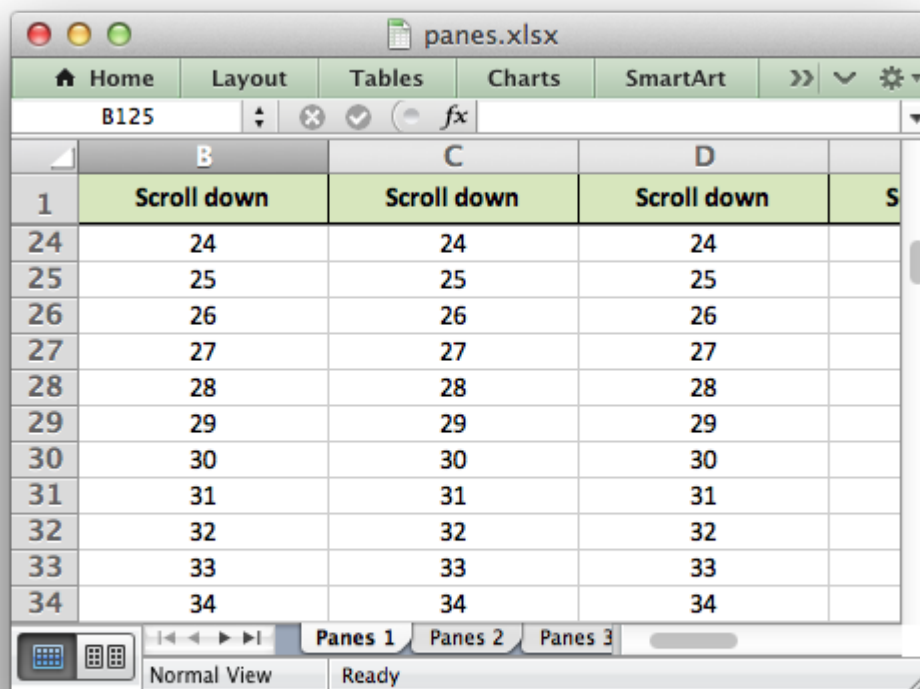 panes.xlsx
Home Layout Tables Charts SmartArt
B125 fx
B C D
1 Scroll down Scroll down Scroll down S
24 24 24 24
25 25 25 25
26 26 26 26
27 27 27 27
28 28 28 28
29 29 29 29
30 30 30 30
31 31 31 31
32 32 32 32
33 33 33 33
34 34 34 34
Panes 1 Panes 2 Panes 3
Normal View Ready